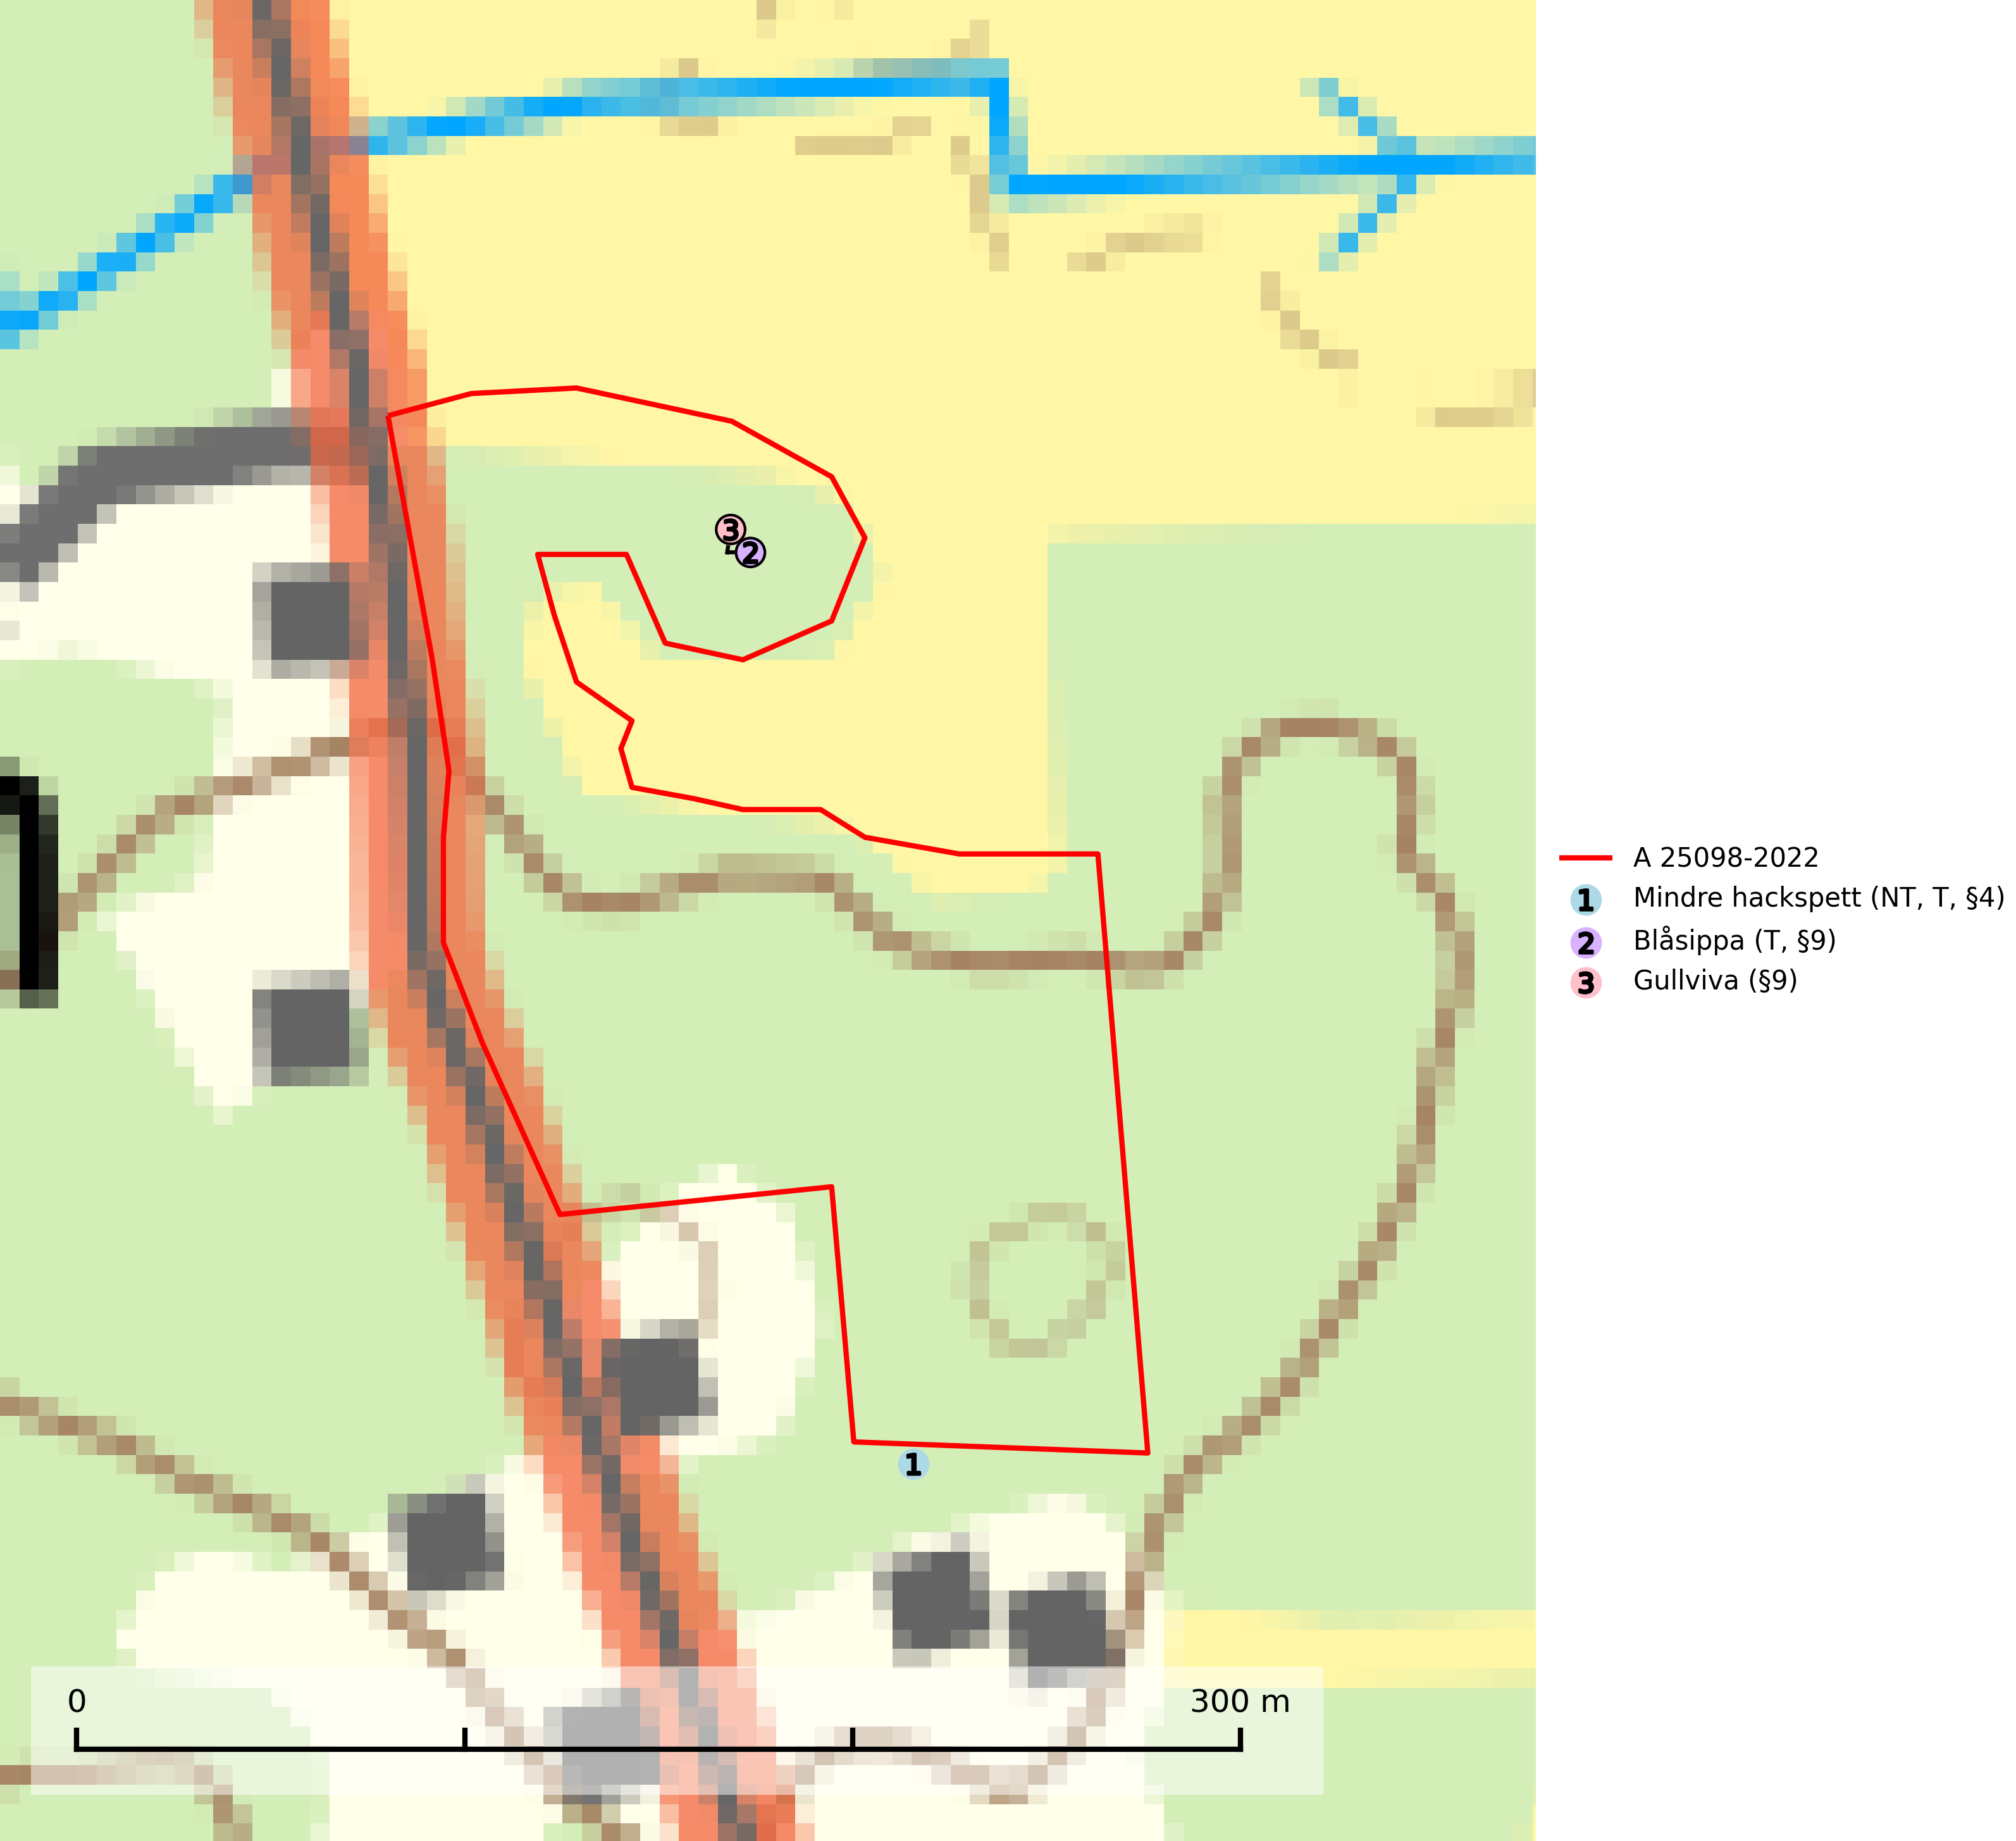 3
2
1
A 25098-2022
1 Mindre hackspett (NT, T, §4)
2 Blåsippa (T, §9)
3 Gullviva (§9)
0 300 m